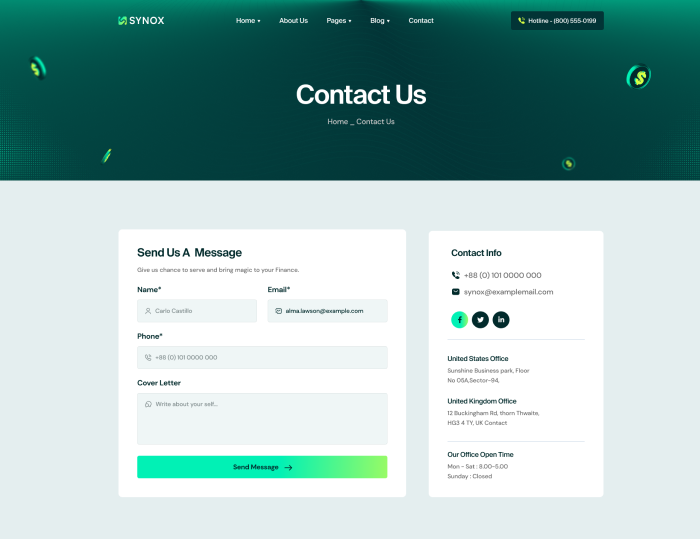 SYNOX
Home
About Us
Pages
Blog
Contact
Hotline - (800) 555-0199
Contact Us
Home _ Contact Us
Send Us A Message
Give us chance to serve and bring magic to your Finance.
Name*
Email*
Carlo Castillo
alma.lawson@example.com
Phone*
+88 (0) 101 0000 000
Cover Letter
Write about your self...
Send Message
Contact Info
+88 (0) 101 0000 000
synox@examplemail.com
United States Office
Sunshine Business park, Floor
No 05A,Sector-94,
United Kingdom Office
12 Buckingham Rd, thorn Thwaite,
HG3 4 TY, UK Contact
Our Office Open Time
Mon - Sat : 8.00-5.00
Sunday : Closed